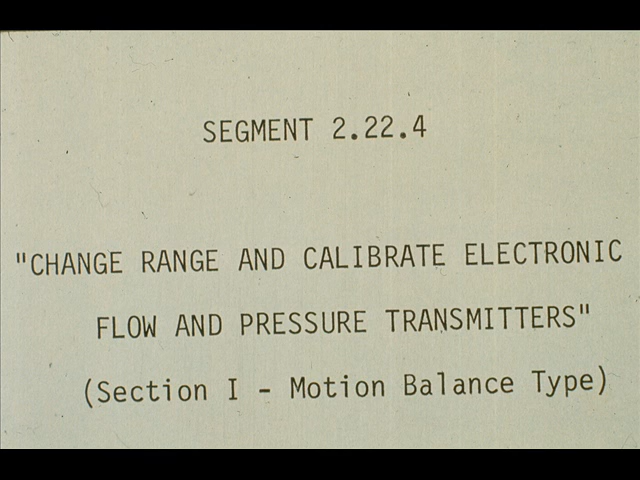 SEGMENT 2.22.4
"CHANGE RANGE AND CALIBRATE ELECTRONIC
FLOW AND PRESSURE TRANSMITTERS"
(Section I - Motion Balance Type)